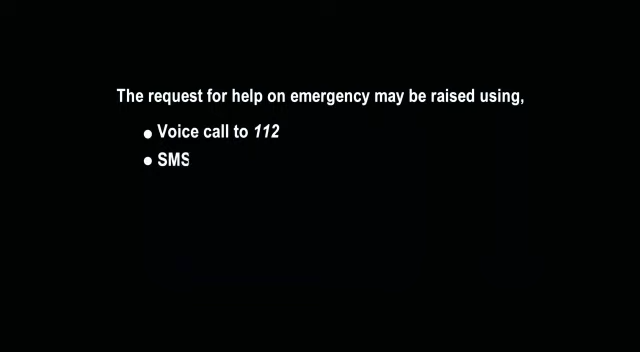 The request for help on emergency may be raised using,
● Voice call to 112
● SMS